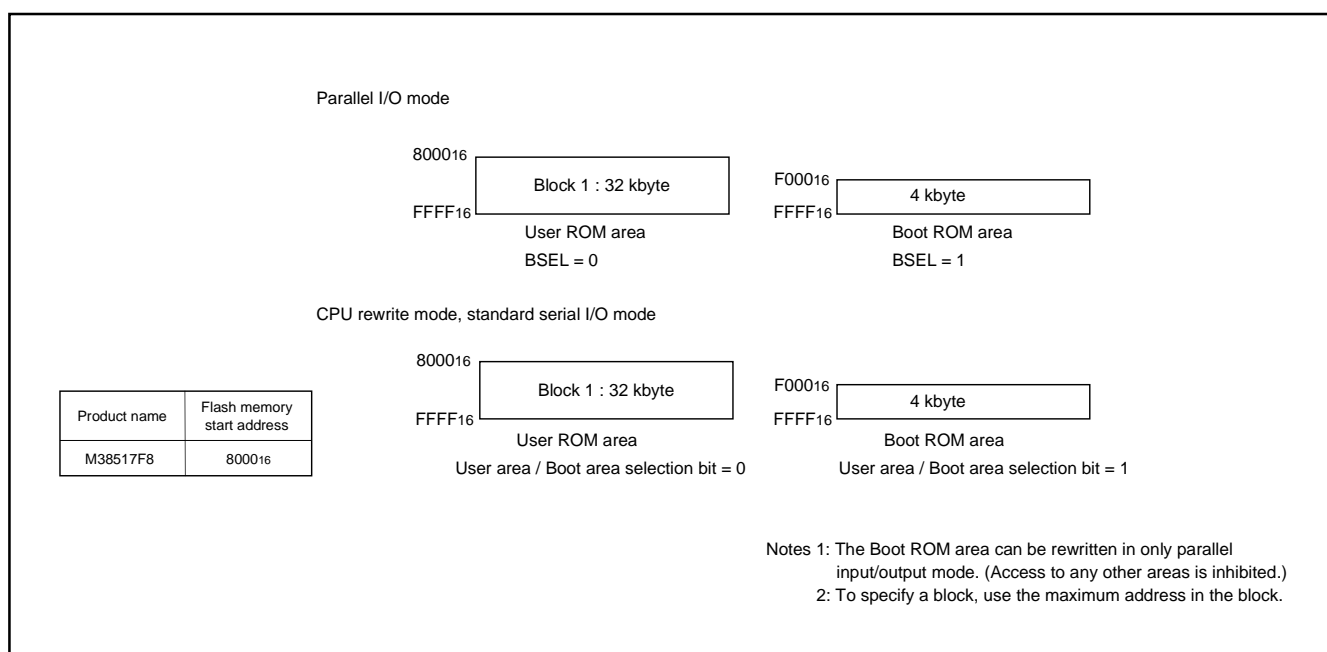 Parallel I/O mode
800016
Block 1 : 32 kbyte
FFFF16
User ROM area
BSEL = 0
F00016
4 kbyte
FFFF16
Boot ROM area
BSEL = 1
CPU rewrite mode, standard serial I/O mode
800016
Block 1 : 32 kbyte
FFFF16
User ROM area
User area / Boot area selection bit = 0
F00016
4 kbyte
FFFF16
Boot ROM area
User area / Boot area selection bit = 1
Product name
Flash memory
start address
M38517F8
800016
Notes 1: The Boot ROM area can be rewritten in only parallel
input/output mode. (Access to any other areas is inhibited.)
2: To specify a block, use the maximum address in the block.